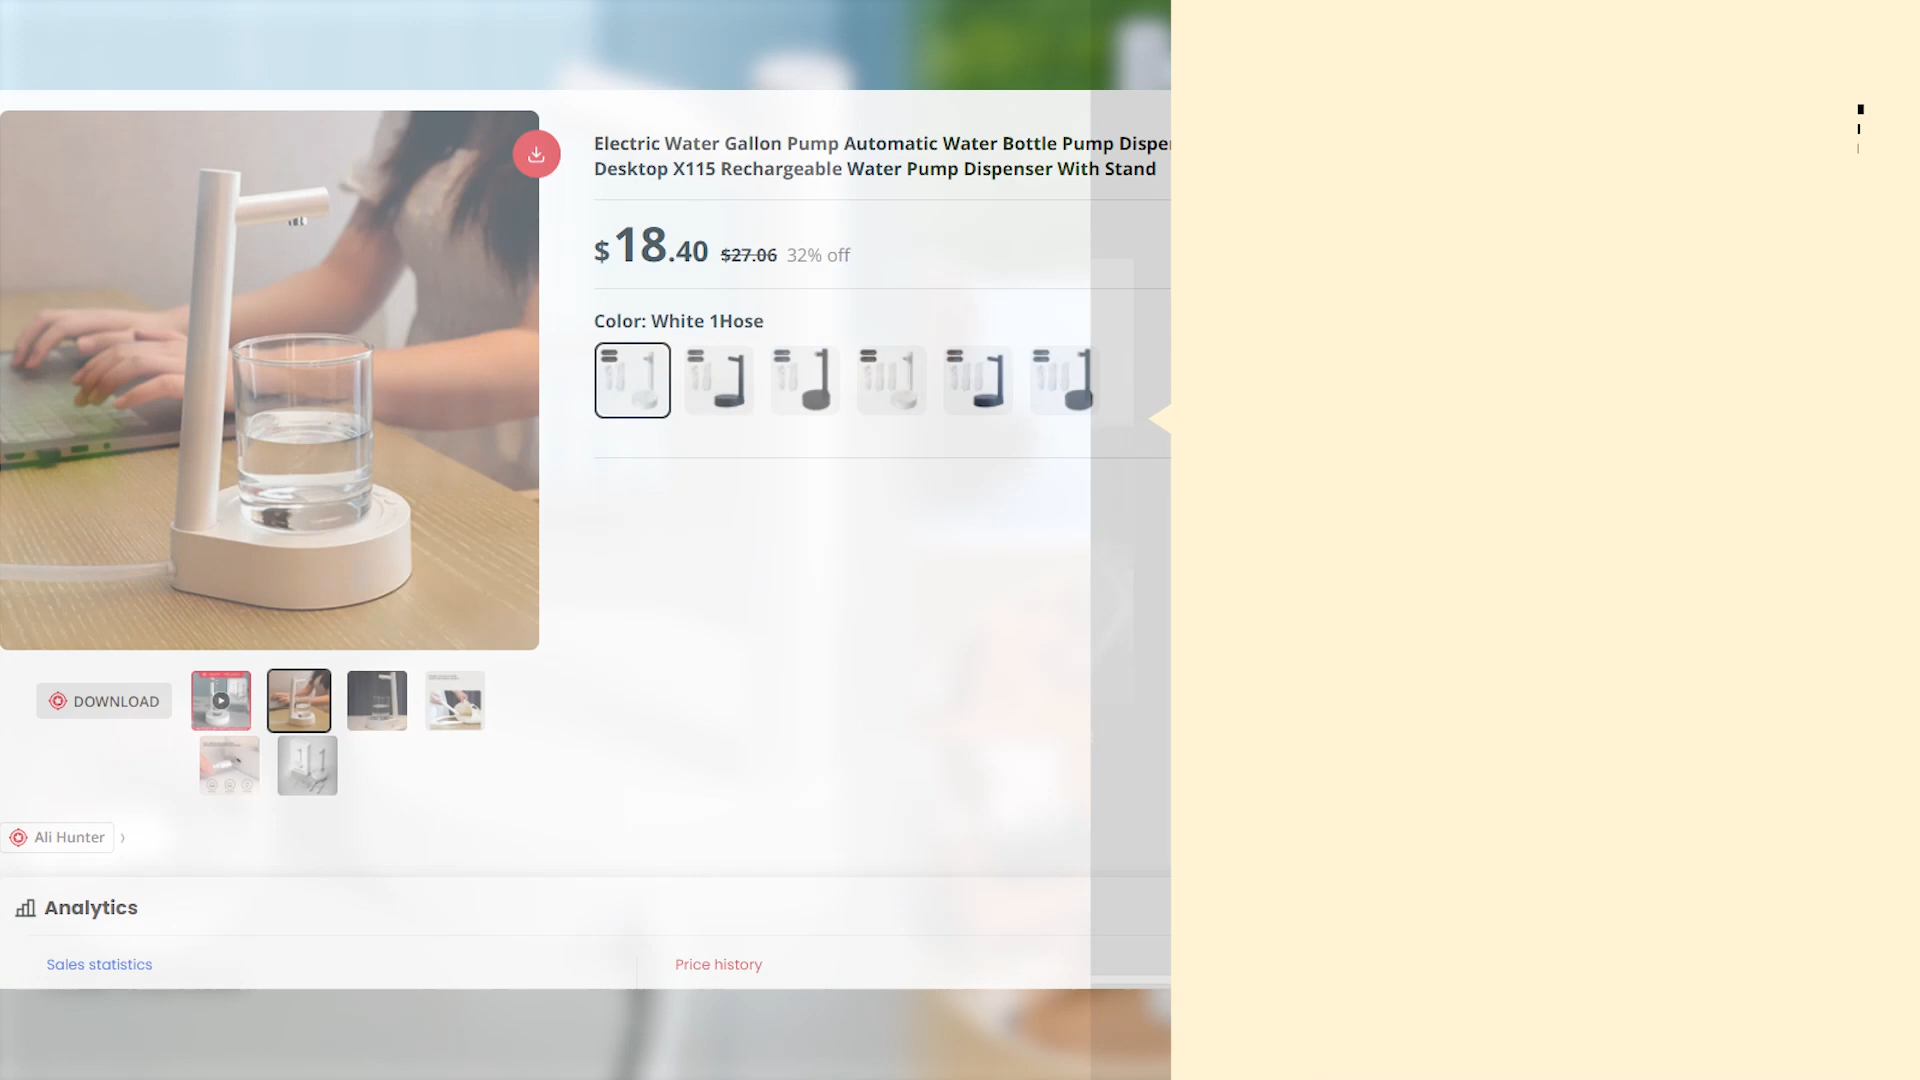 Electric Water Gallon Pump Automatic Water Bottle Pump Dispe
Desktop X115 Rechargeable Water Pump Dispenser With Stand
$18.40 $27.06 32% off
Color: White 1Hose
DOWNLOAD
Ali Hunter
Analytics
Sales statistics
Price history